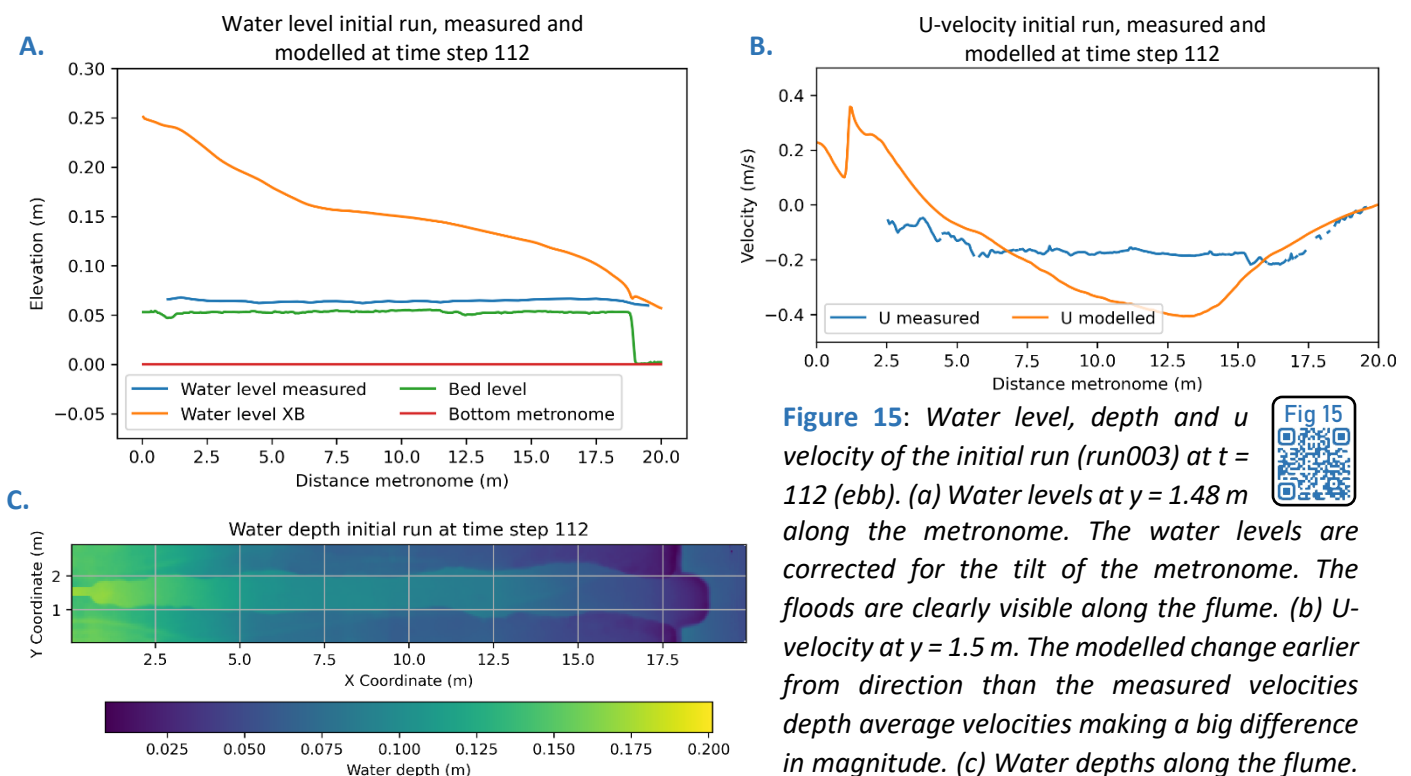 A.
Water level initial run, measured and
modelled at time step 112
0.30
0.25
0.20
0.15
0.10
0.05
0.00
−0.05
Elevation (m)
Water level measured
Water level XB
Bed level
Bottom metronome
0.0 2.5 5.0 7.5 10.0 12.5 15.0 17.5 20.0
Distance metronome (m)
B.
U-velocity initial run, measured and
modelled at time step 112
0.4
0.2
0.0
−0.2
−0.4
Velocity (m/s)
U measured
U modelled
0.0 2.5 5.0 7.5 10.0 12.5 15.0 17.5 20.0
Distance metronome (m)
C.
Water depth initial run at time step 112
2
1
Y Coordinate (m)
2.5 5.0 7.5 10.0 12.5 15.0 17.5
X Coordinate (m)
0.025 0.050 0.075 0.100 0.125 0.150 0.175 0.200
Water depth (m)
Fig 15
Figure 15: Water level, depth and u
velocity of the initial run (run003) at t =
112 (ebb). (a) Water levels at y = 1.48 m
along the metronome. The water levels are
corrected for the tilt of the metronome. The
floods are clearly visible along the flume. (b) U-
velocity at y = 1.5 m. The modelled change earlier
from direction than the measured velocities
depth average velocities making a big difference
in magnitude. (c) Water depths along the flume.